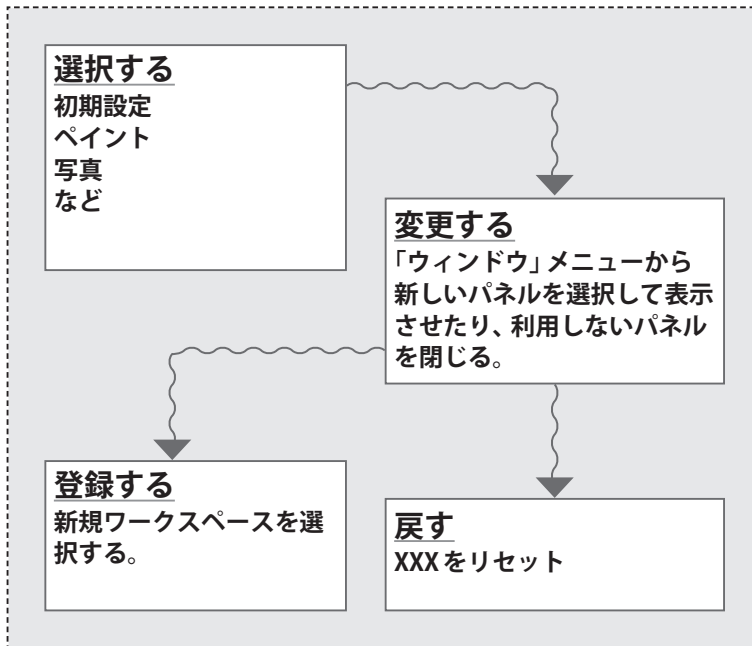 選択する
初期設定
ペイント
写真
など
変更する
「ウィンドウ」メニューから
新しいパネルを選択して表示
させたり、利用しないパネル
を閉じる。
登録する
新規ワークスペースを選
択する。
戻す
XXXをリセット